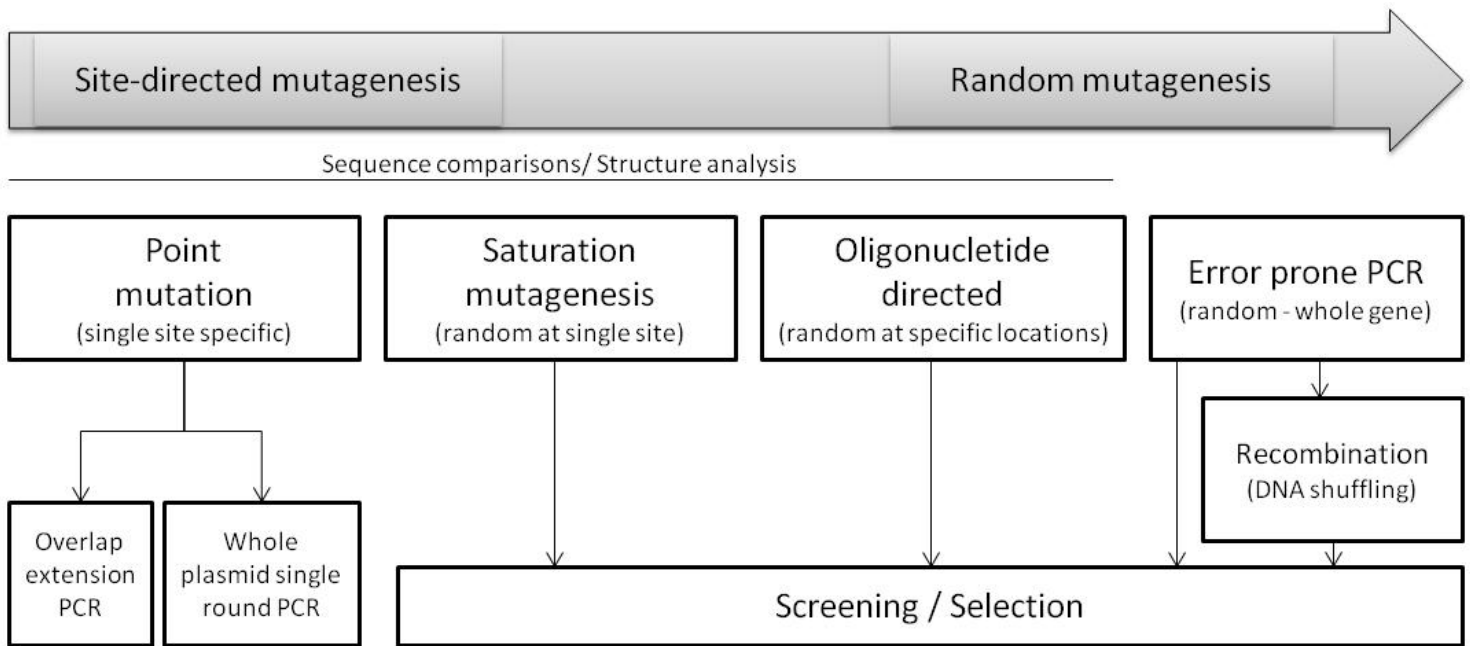 Site-directed mutagenesis
Random mutagenesis
Sequence comparisons/ Structure analysis
Point
mutation
(single site specific)
Saturation
mutagenesis
(random at single site)
Oligonucletide
directed
(random at specific locations)
Error prone PCR
(random - whole gene)
Recombination
(DNA shuffling)
Overlap
extension
PCR
Whole
plasmid single
round PCR
Screening / Selection